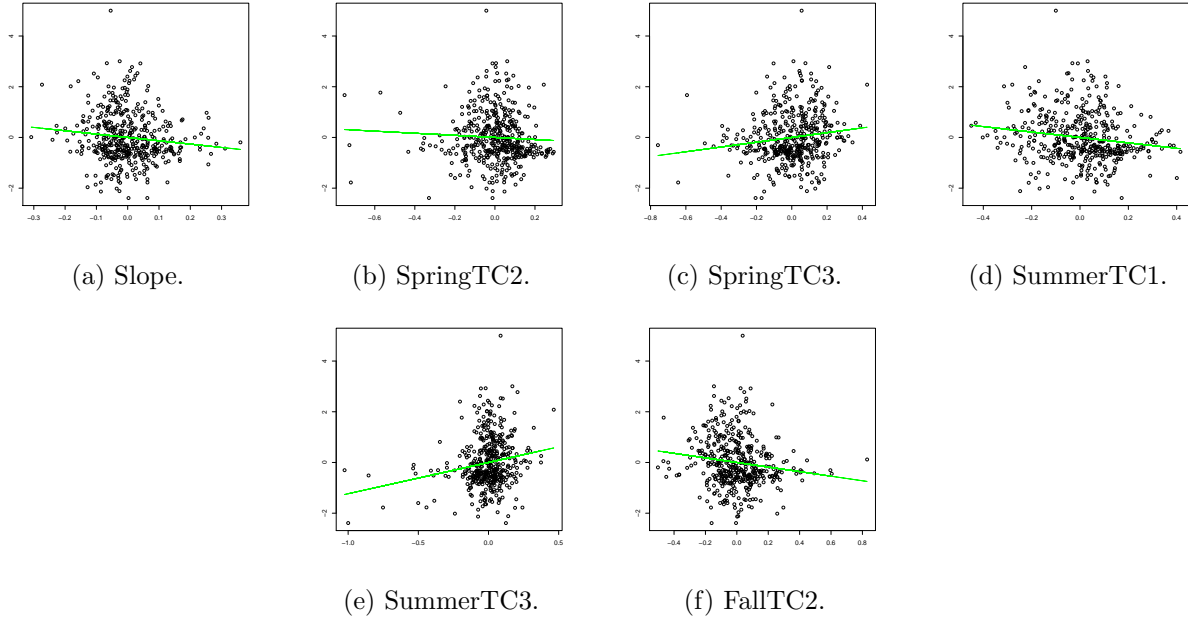 −2 0 2 4
−0.3 −0.2 −0.1 0.0 0.1 0.2 0.3
−2 0 2 4
−0.6 −0.4 −0.2 0.0 0.2
−2 0 2 4
−0.8 −0.6 −0.4 −0.2 0.0 0.2 0.4
−2 0 2 4
−0.4 −0.2 0.0 0.2 0.4
(a) Slope.
(b) SpringTC2.
(c) SpringTC3.
(d) SummerTC1.
−2 0 2 4
−1.0 −0.5 0.0 0.5
−2 0 2 4
−0.4 −0.2 0.0 0.2 0.4 0.6 0.8
(e) SummerTC3.
(f) FallTC2.